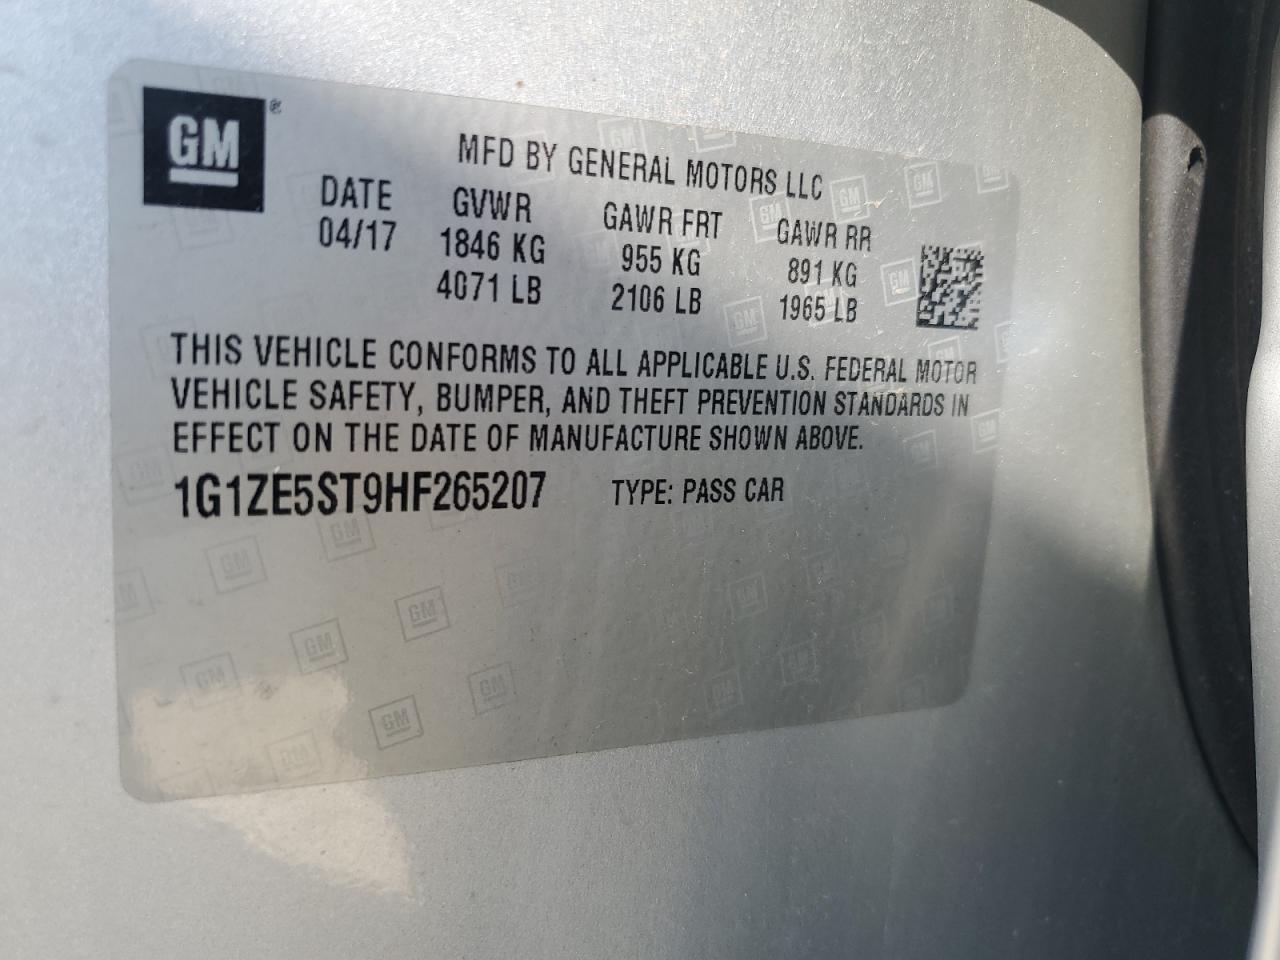 GM ®
MFD BY GENERAL MOTORS LLC
DATE GVWR GAWR FRT GAWR RR
04/17 1846 KG 955 KG 891 KG
4071 LB 2106 LB 1965 LB
THIS VEHICLE CONFORMS TO ALL APPLICABLE U.S. FEDERAL MOTOR
VEHICLE SAFETY, BUMPER, AND THEFT PREVENTION STANDARDS IN
EFFECT ON THE DATE OF MANUFACTURE SHOWN ABOVE.
1G1ZE5ST9HF265207 TYPE: PASS CAR